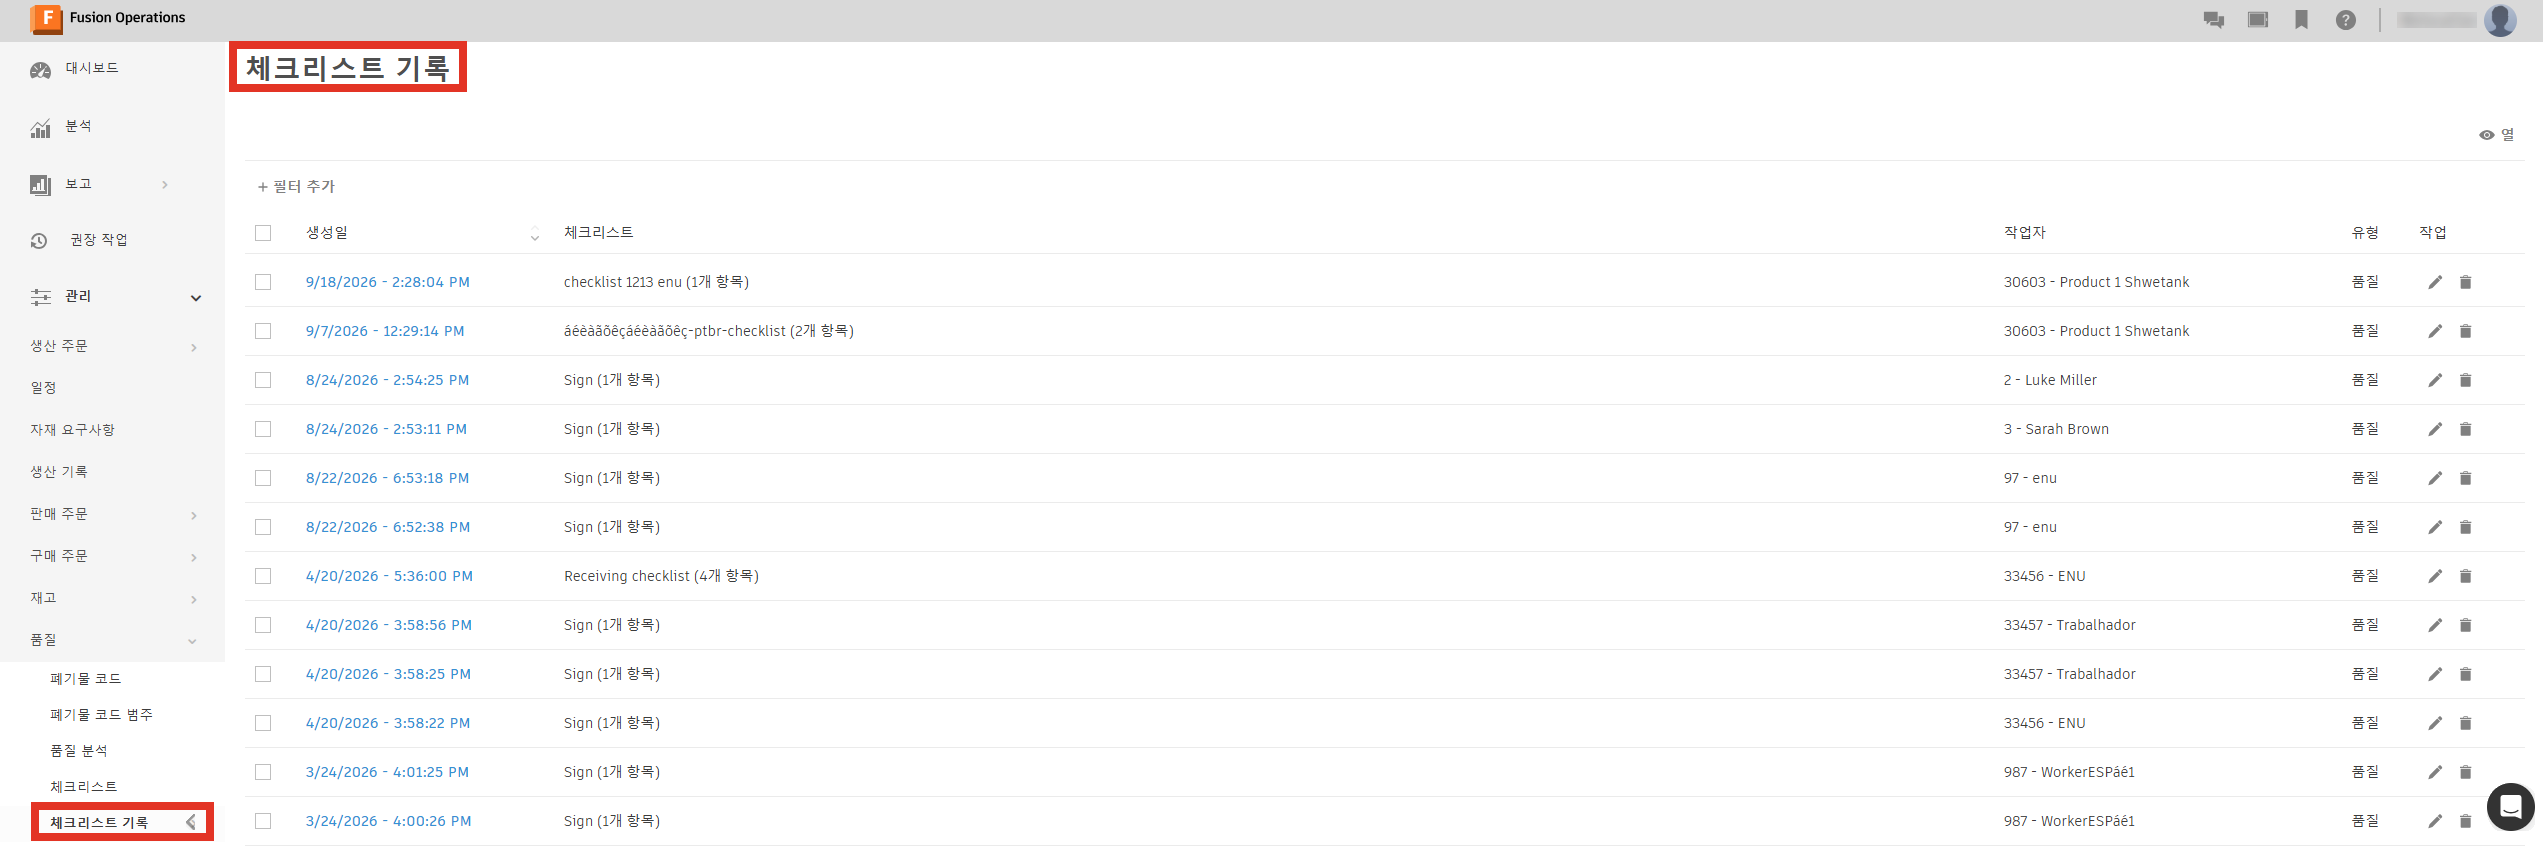 Fusion Operations
대시보드
분석
보고
권장 작업
관리
생산 주문
일정
자재 요구사항
생산 기록
판매 주문
구매 주문
재고
품질
폐기물 코드
폐기물 코드 범주
품질 분석
체크리스트
체크리스트 기록
체크리스트 기록
열
+ 필터 추가
생성일 체크리스트 작업자 유형 작업
9/18/2026 - 2:28:04 PM checklist 1213 enu (1개 항목) 30603 - Product 1 Shwetank 품질
9/7/2026 - 12:29:14 PM áéèàãõêçáéèàãõêç-ptbr-checklist (2개 항목) 30603 - Product 1 Shwetank 품질
8/24/2026 - 2:54:25 PM Sign (1개 항목) 2 - Luke Miller 품질
8/24/2026 - 2:53:11 PM Sign (1개 항목) 3 - Sarah Brown 품질
8/22/2026 - 6:53:18 PM Sign (1개 항목) 97 - enu 품질
8/22/2026 - 6:52:38 PM Sign (1개 항목) 97 - enu 품질
4/20/2026 - 5:36:00 PM Receiving checklist (4개 항목) 33456 - ENU 품질
4/20/2026 - 3:58:56 PM Sign (1개 항목) 33457 - Trabalhador 품질
4/20/2026 - 3:58:25 PM Sign (1개 항목) 33457 - Trabalhador 품질
4/20/2026 - 3:58:22 PM Sign (1개 항목) 33456 - ENU 품질
3/24/2026 - 4:01:25 PM Sign (1개 항목) 987 - WorkerESPáé1 품질
3/24/2026 - 4:00:26 PM Sign (1개 항목) 987 - WorkerESPáé1 품질